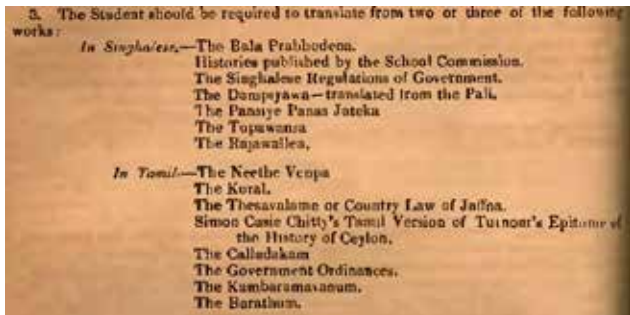 3. The Student should be required to translate from two or three of the following
works:
In Singhalese.—The Bala Prabbodena.
Histories published by the School Commission.
The Singhalese Regulations of Government.
The Dampiyawa—translated from the Pali.
The Pansiye Panas Jateka
The Tupawansa
The Rajawallea.
In Tamil.—The Neethe Venpa
The Koral.
The Thesavalame or Country Law of Jaffna.
Simon Casie Chitty's Tamil Version of Turnour's Epitome of
the History of Ceylon.
The Calladakam
The Government Ordinances.
The Kambaramayanum.
The Barathum.